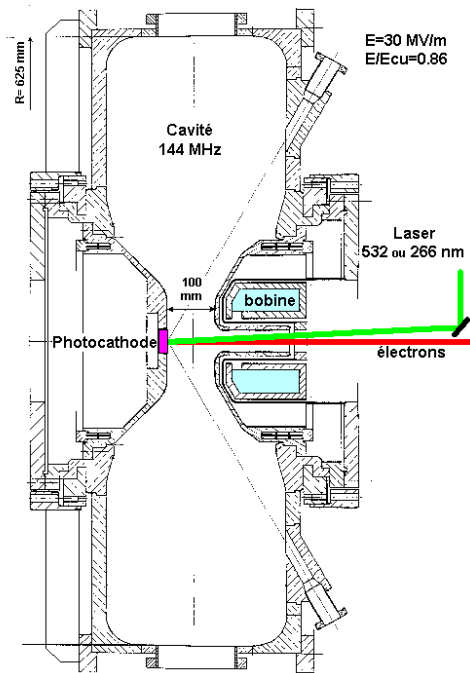 R= 625 mm
E=30 MV/m
E/Ecu=0.86
Cavité
144 MHz
Laser
532 ou 266 nm
100
mm
bobine
Photocathode
électrons